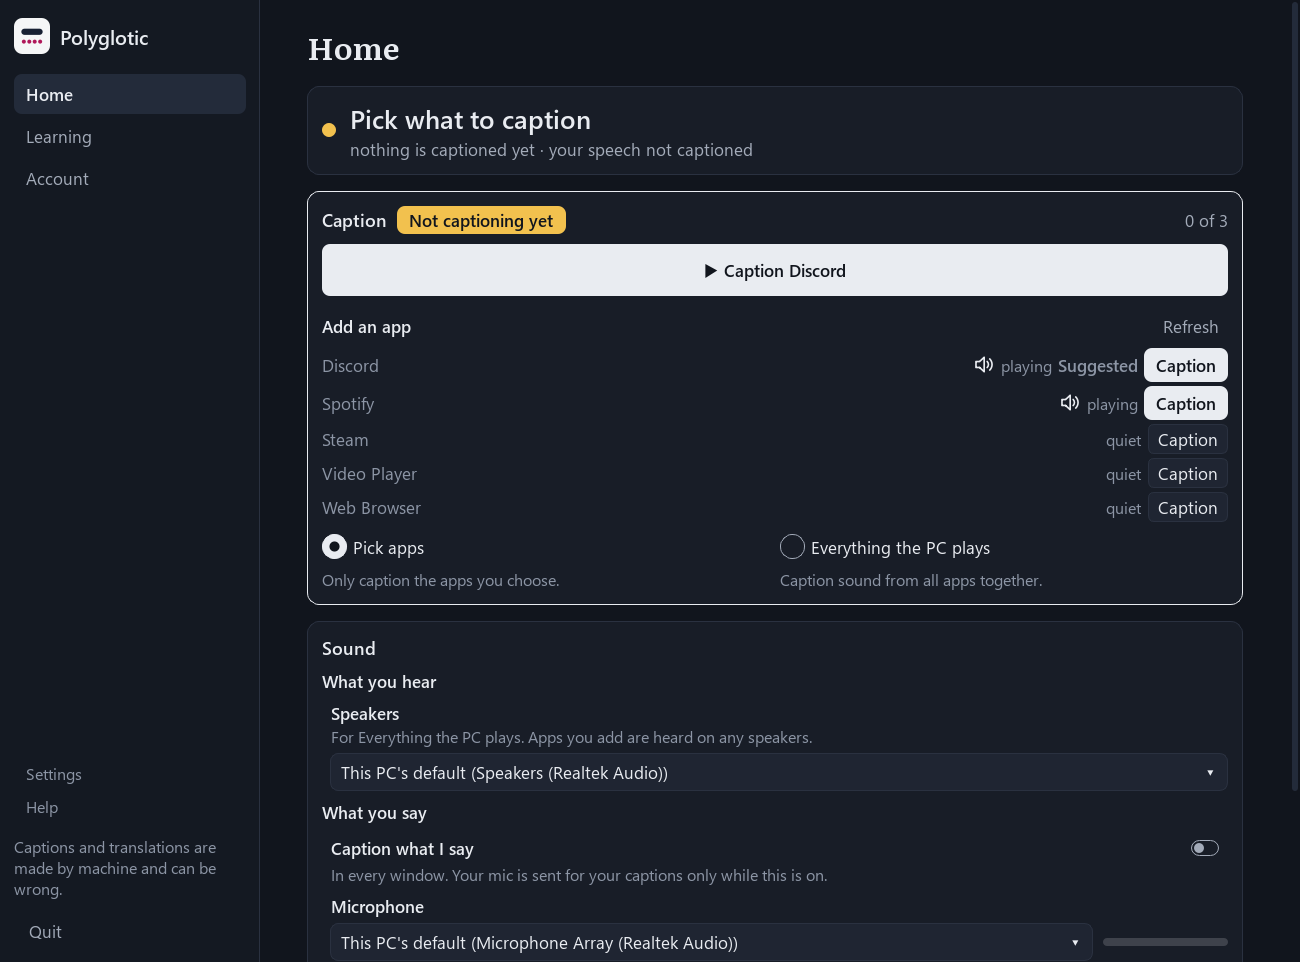 Polyglotic
Home
Learning
Account
Settings
Help
Captions and translations are
made by machine and can be
wrong.
Quit
Home
Pick what to caption
nothing is captioned yet · your speech not captioned
Caption Not captioning yet 0 of 3
▶ Caption Discord
Add an app Refresh
Discord playing Suggested Caption
Spotify playing Caption
Steam quiet Caption
Video Player quiet Caption
Web Browser quiet Caption
Pick apps Everything the PC plays
Only caption the apps you choose. Caption sound from all apps together.
Sound
What you hear
Speakers
For Everything the PC plays. Apps you add are heard on any speakers.
This PC's default (Speakers (Realtek Audio))
What you say
Caption what I say
In every window. Your mic is sent for your captions only while this is on.
Microphone
This PC's default (Microphone Array (Realtek Audio))